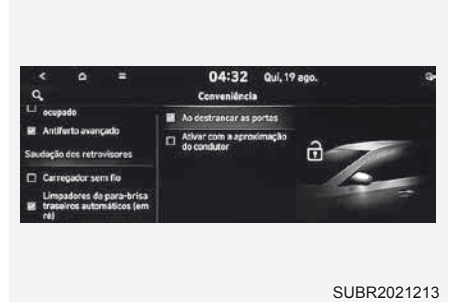 04:32 Qui, 19 ago.
Conveniência
ocupado
Antifurto avançado
Saudação dos retrovisores
Carregador sem fio
Limpadores do para-brisa
traseiros automáticos (em
ré)
Ao destrancar as portas
Ativar com a aproximação
do condutor
SUBR2021213